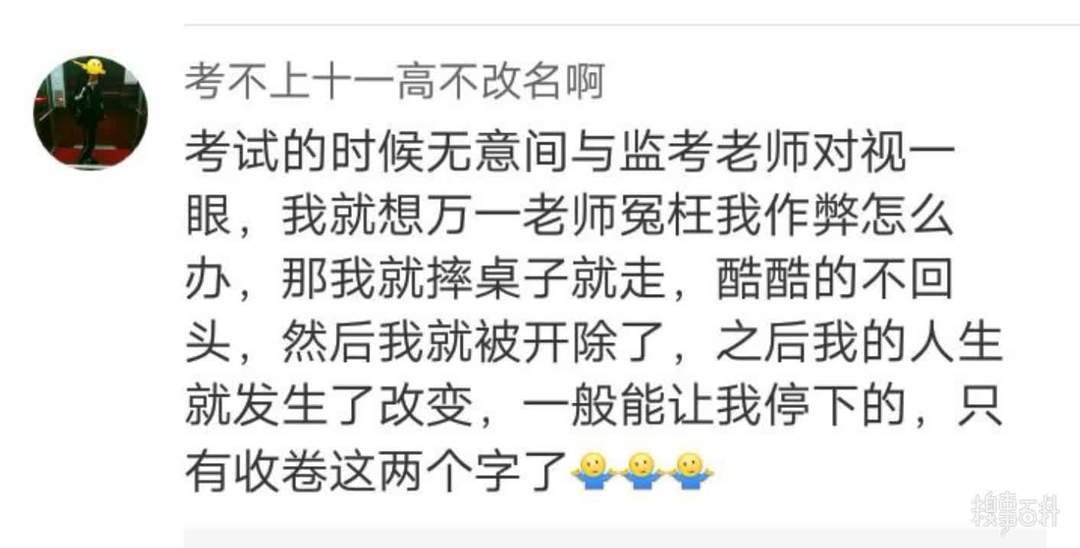 考不上十一高不改名啊
考试的时候无意间与监考老师对视一
眼，我就想万一老师冤枉我作弊怎么
办，那我就摔桌子就走，酷酷的不回
头，然后我就被开除了，之后我的人生
就发生了改变，一般能让我停下的，只
有收卷这两个字了🤷🤷🤷
糗事百科